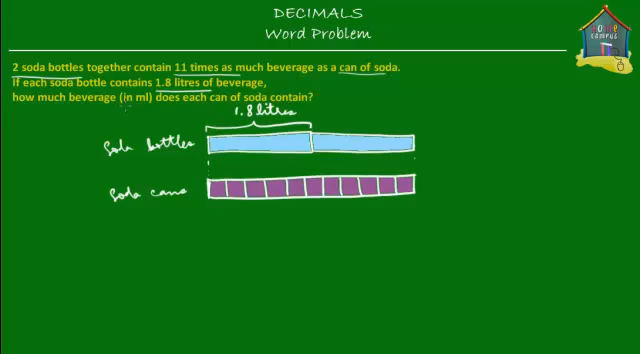 DECIMALS
Word Problem
home campus
2 soda bottles together contain 11 times as much beverage as a can of soda.
If each soda bottle contains 1.8 litres of beverage,
how much beverage (in ml) does each can of soda contain?
1.8 litres
Soda bottles
Soda cans